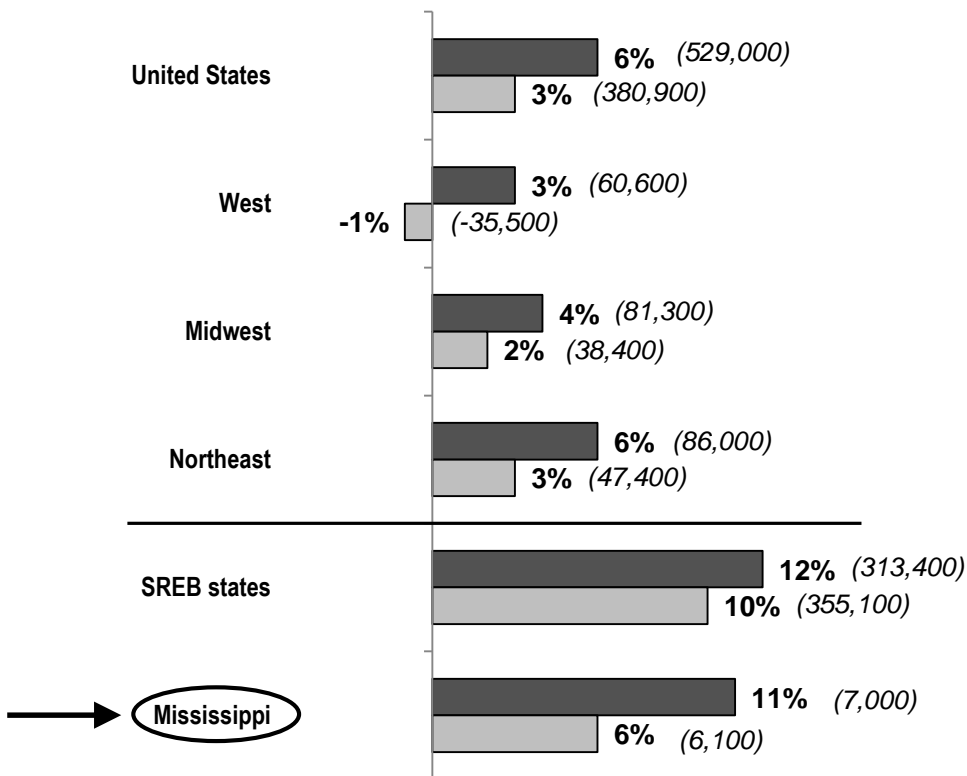 United States
6% (529,000)
3% (380,900)
West
3% (60,600)
-1% (-35,500)
Midwest
4% (81,300)
2% (38,400)
Northeast
6% (86,000)
3% (47,400)
SREB states
12% (313,400)
10% (355,100)
Mississippi
11% (7,000)
6% (6,100)